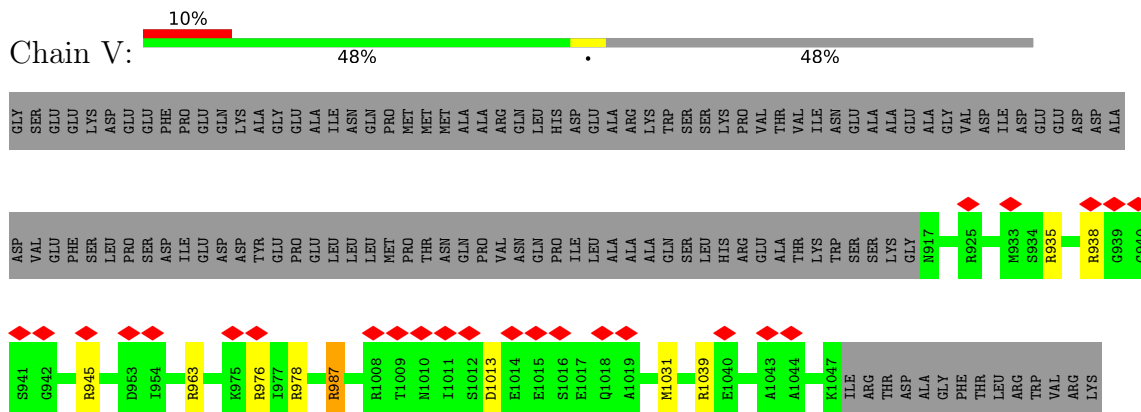 10%
Chain V:
48% . 48%
GLY SER GLU GLU LYS ASP GLU GLU PHE PRO GLU GLN LYS ALA GLY GLU ALA ILE ASN GLN PRO MET MET MET ALA ALA ARG GLN LEU HIS ASP GLU ALA ARG LYS TRP SER SER LYS PRO VAL THR VAL ILE ASN GLU ALA ALA GLU ALA GLY VAL ASP ILE ASP GLU GLU ASP ASP ALA
ASP VAL GLU PHE SER LEU PRO SER ASP ILE GLU ASP ASP TYR GLU PRO GLU LEU LEU LEU MET PRO THR ASN GLN PRO VAL ASN GLN PRO ILE LEU ALA ALA ALA GLN SER LEU HIS ARG GLU ALA THR LYS TRP SER SER LYS GLY N917 R925 M933 S934 R935 R938 G939 G940
S941 G942 R945 D953 I954 R963 K975 R976 I977 R978 R987 R1008 T1009 N1010 I1011 S1012 D1013 E1014 E1015 S1016 E1017 Q1018 A1019 M1031 R1039 E1040 A1043 A1044 K1047 ILE ARG THR ASP ALA GLY PHE THR LEU ARG TRP VAL ARG LYS